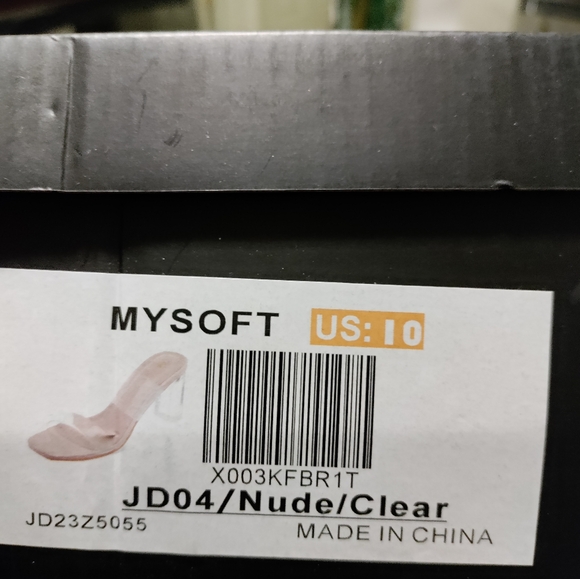 MYSOFT US: 10
X003KFBR1T
JD04/Nude/Clear
JD23Z5055 MADE IN CHINA